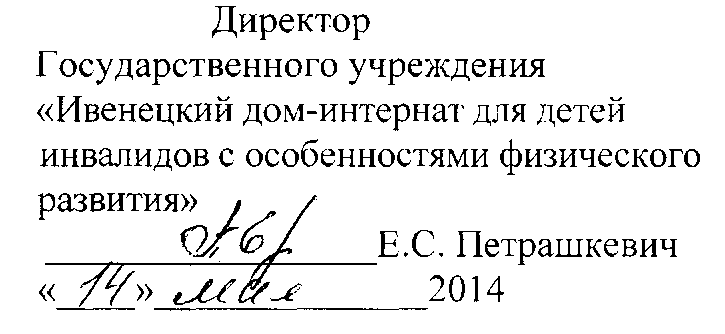 Директор
Государственного учреждения
«Ивенецкий дом-интернат для детей
инвалидов с особенностями физического
развития»
Е.С. Петрашкевич
«14» мая 2014